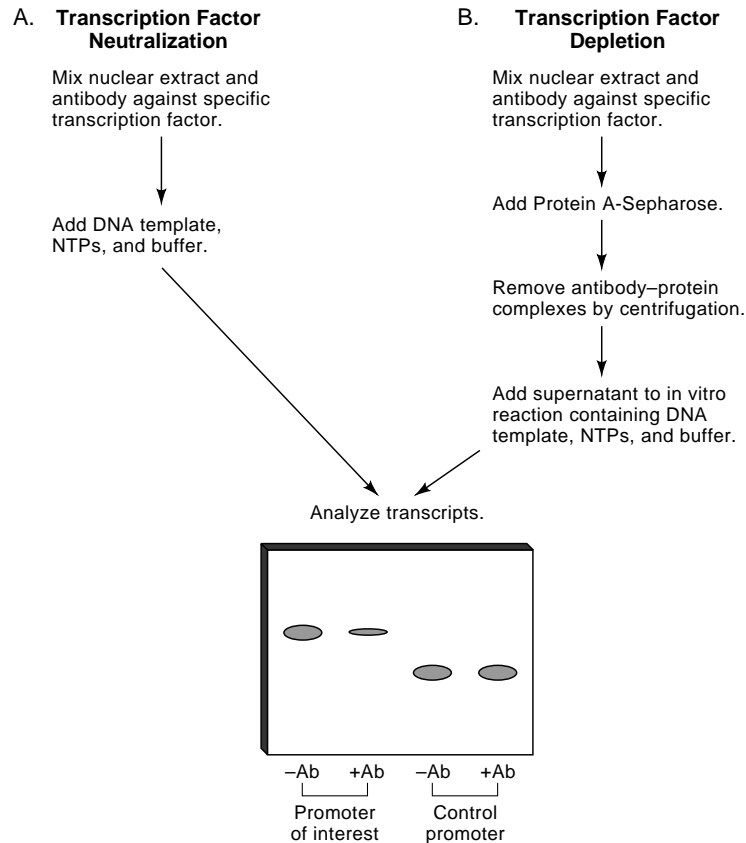 A. Transcription Factor
Neutralization
Mix nuclear extract and
antibody against specific
transcription factor.
Add DNA template,
NTPs, and buffer.
B. Transcription Factor
Depletion
Mix nuclear extract and
antibody against specific
transcription factor.
Add Protein A-Sepharose.
Remove antibody–protein
complexes by centrifugation.
Add supernatant to in vitro
reaction containing DNA
template, NTPs, and buffer.
Analyze transcripts.
–Ab +Ab –Ab +Ab
Promoter
of interest
Control
promoter